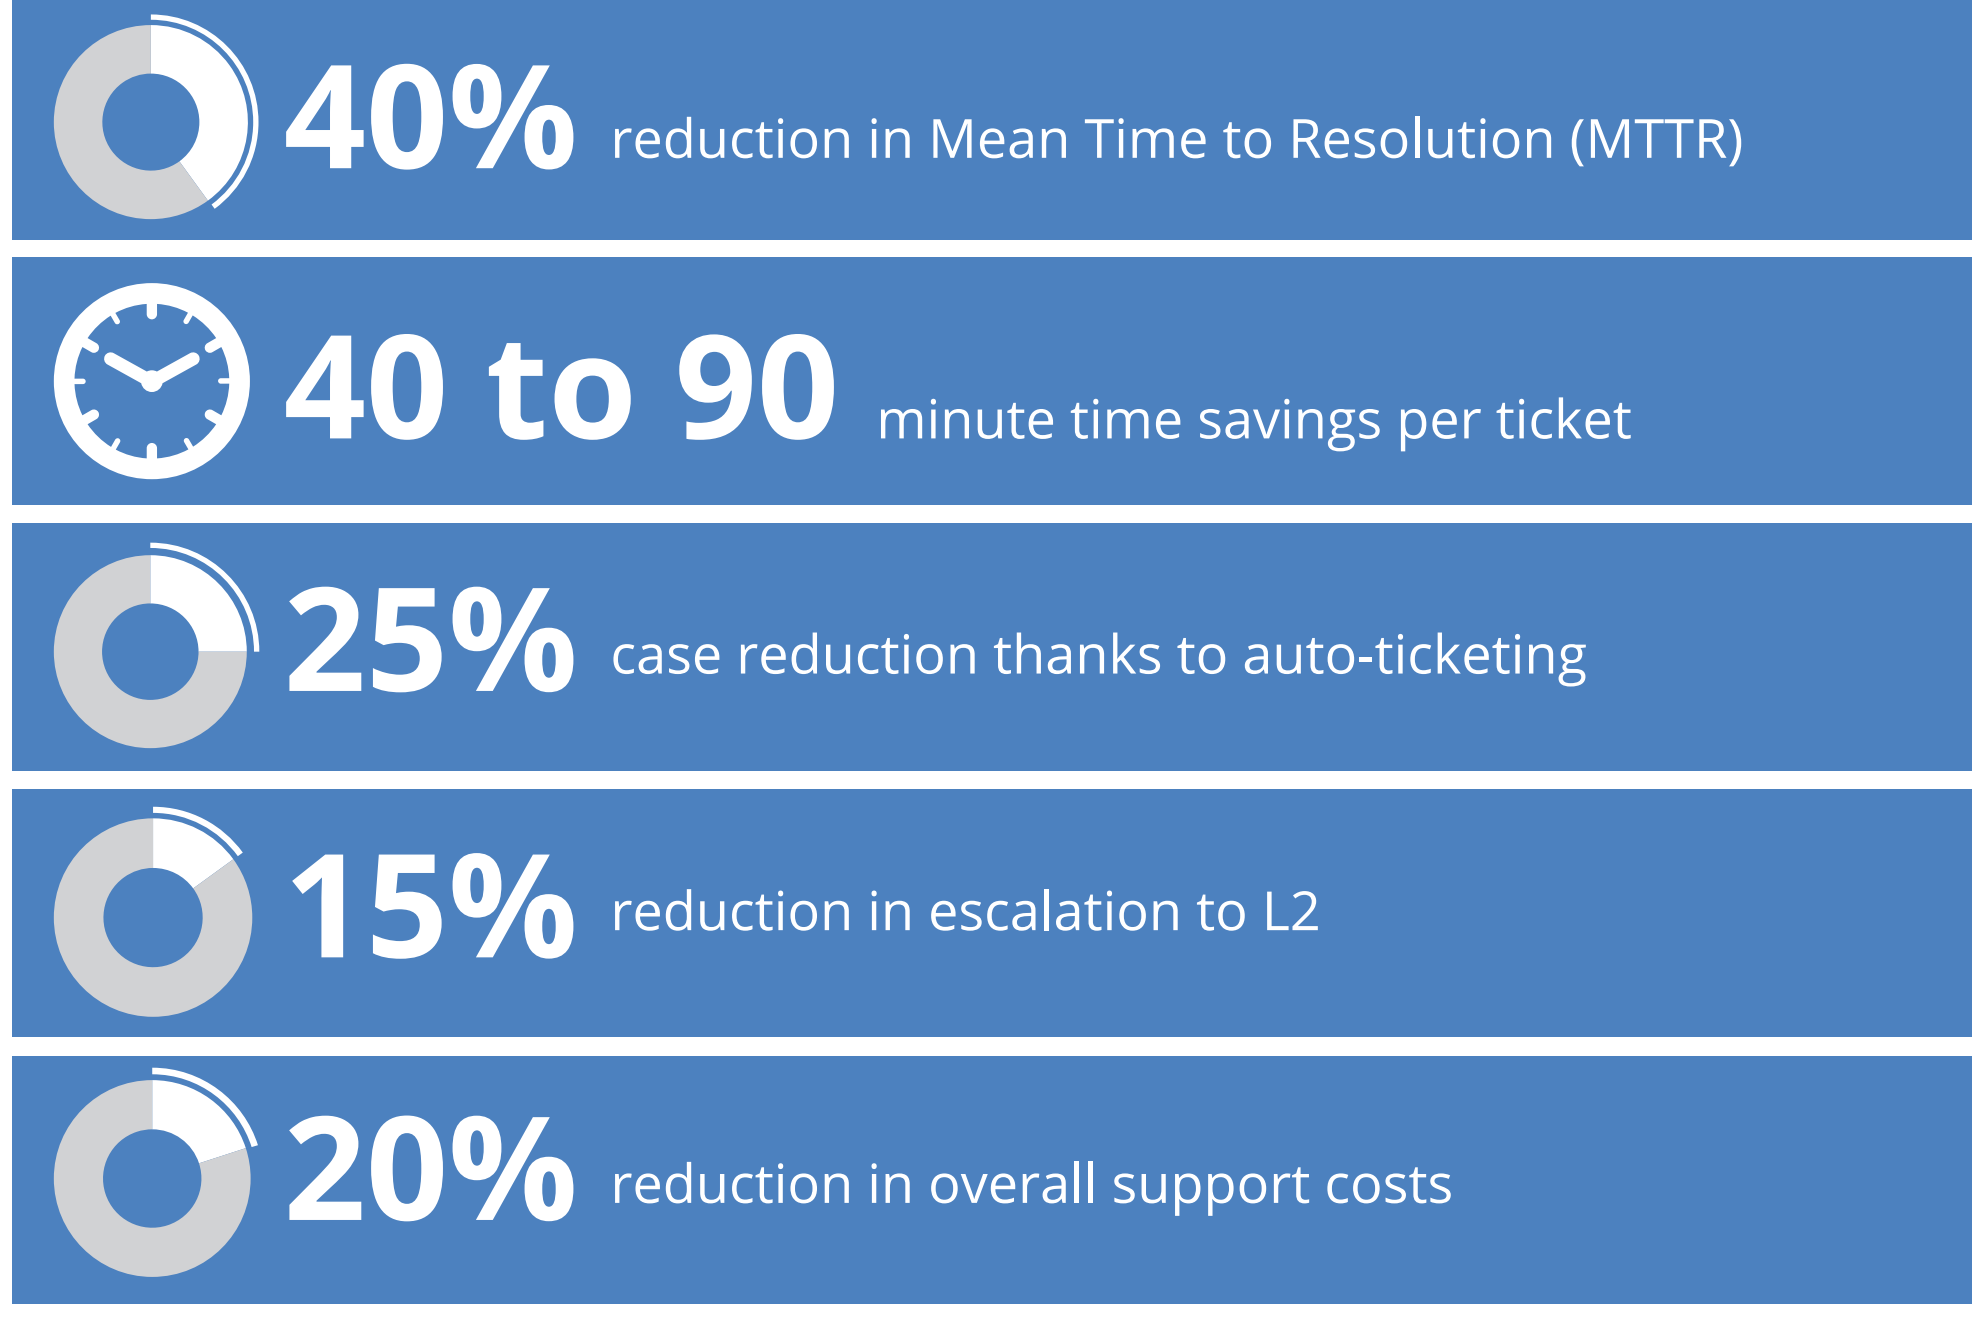 40% reduction in Mean Time to Resolution (MTTR)
40 to 90 minute time savings per ticket
25% case reduction thanks to auto-ticketing
15% reduction in escalation to L2
20% reduction in overall support costs